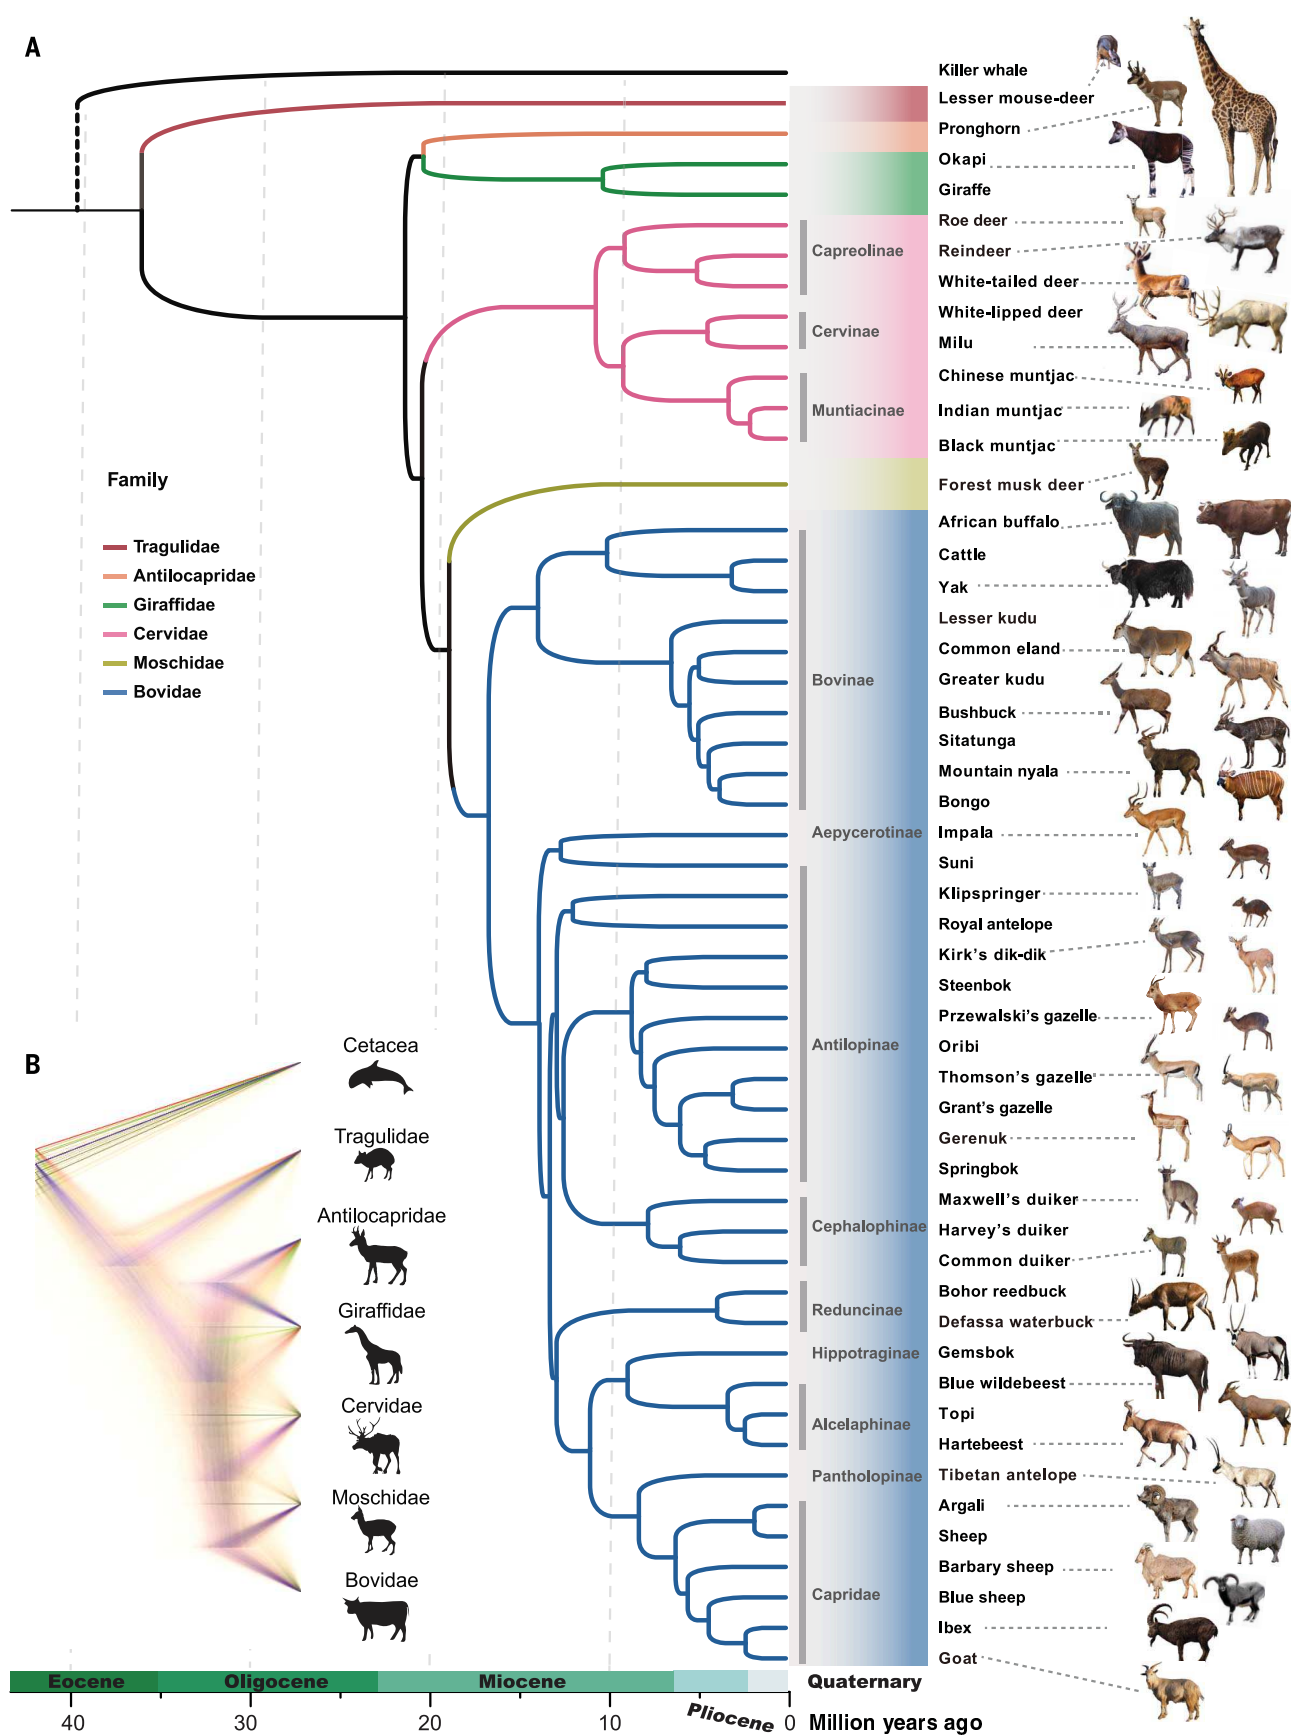 A
Killer whale
Lesser mouse-deer
Pronghorn
Okapi
Giraffe
Roe deer
Reindeer
White-tailed deer
White-lipped deer
Milu
Chinese muntjac
Indian muntjac
Black muntjac
Forest musk deer
African buffalo
Cattle
Yak
Lesser kudu
Common eland
Greater kudu
Bushbuck
Sitatunga
Mountain nyala
Bongo
Impala
Suni
Klipspringer
Royal antelope
Kirk's dik-dik
Steenbok
Przewalski's gazelle
Oribi
Thomson's gazelle
Grant's gazelle
Gerenuk
Springbok
Maxwell's duiker
Harvey's duiker
Common duiker
Bohor reedbuck
Defassa waterbuck
Gemsbok
Blue wildebeest
Topi
Hartebeest
Tibetan antelope
Argali
Sheep
Barbary sheep
Blue sheep
Ibex
Goat
Capreolinae
Cervinae
Muntiacinae
Bovinae
Aepycerotinae
Antilopinae
Cephalophinae
Reduncinae
Hippotraginae
Alcelaphinae
Pantholopinae
Capridae
Family
Tragulidae
Antilocapridae
Giraffidae
Cervidae
Moschidae
Bovidae
B
Cetacea
Tragulidae
Antilocapridae
Giraffidae
Cervidae
Moschidae
Bovidae
Eocene
Oligocene
Miocene
Pliocene
Quaternary
40
30
20
10
0
Million years ago